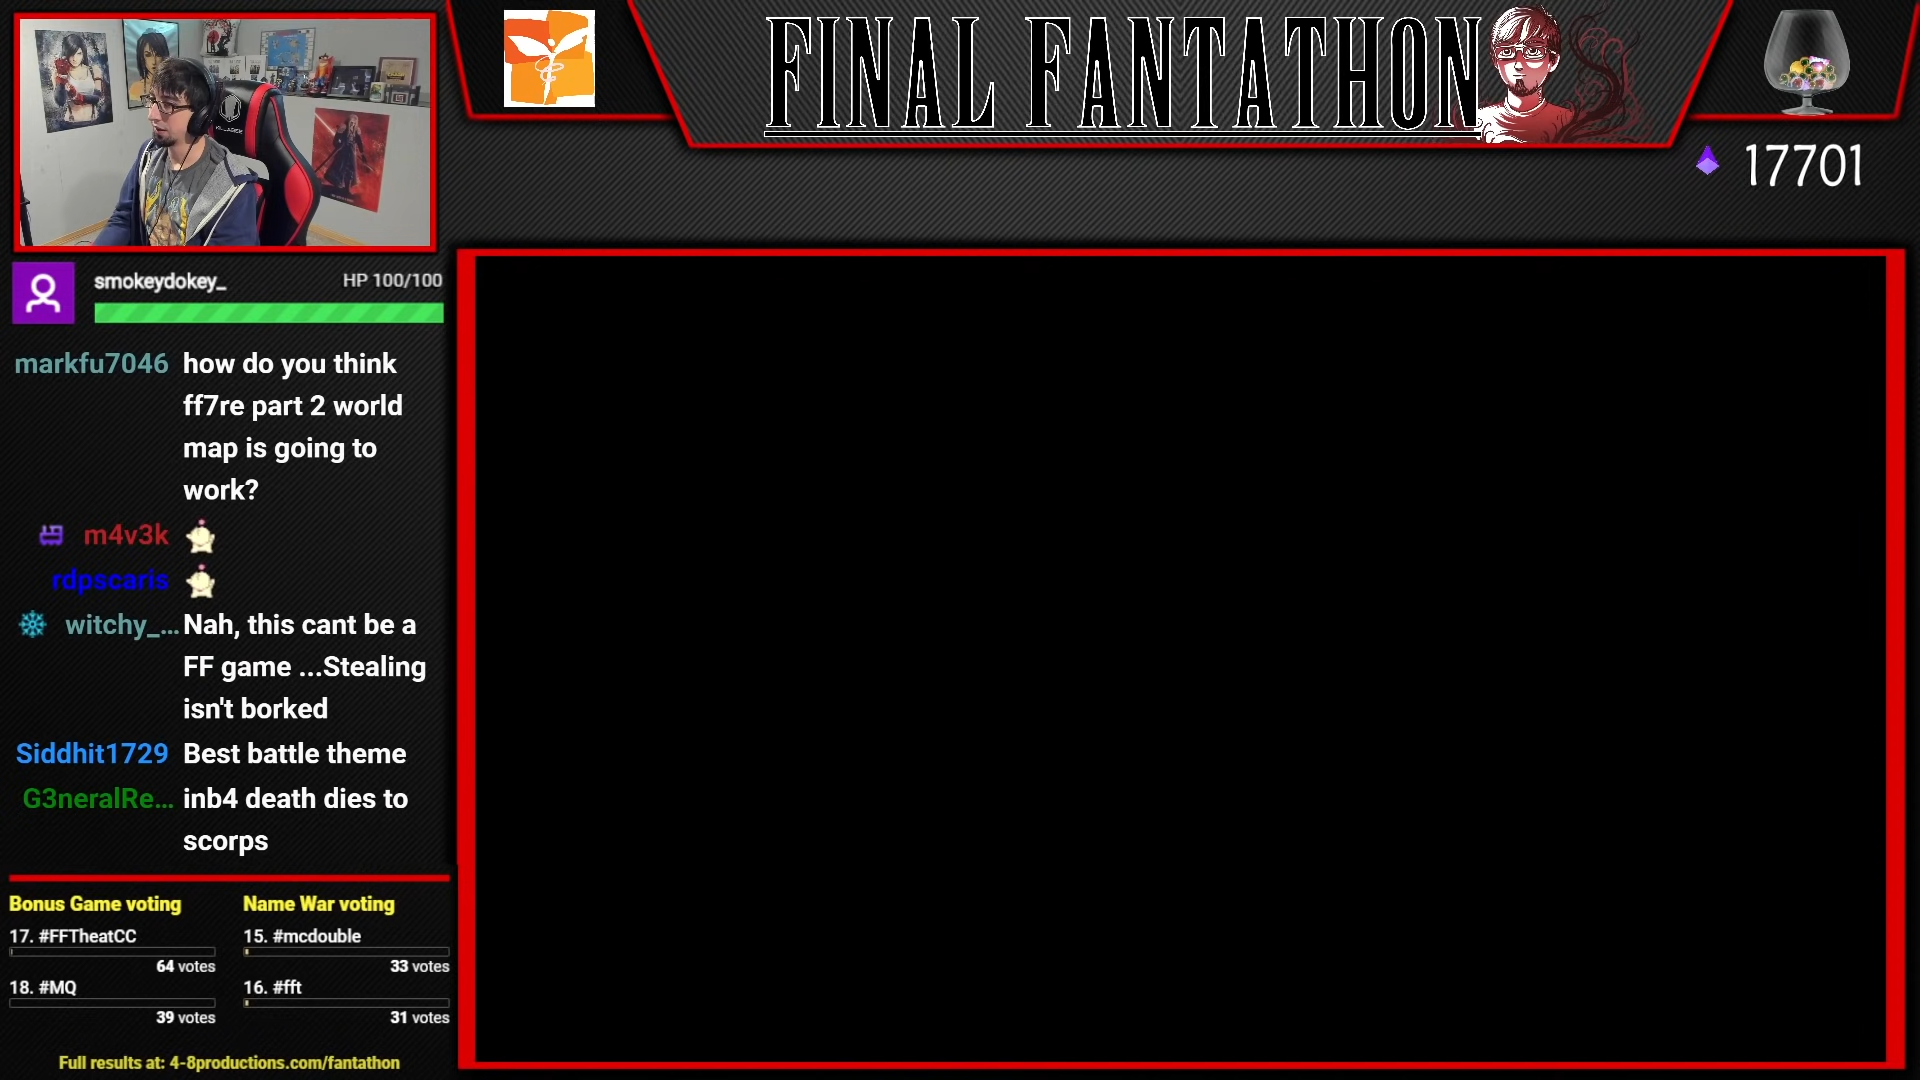 FINAL FANTATHON
17701
smokeydokey_ HP 100/100
markfu7046 how do you think
ff7re part 2 world
map is going to
work?
m4v3k
rdpscaris
witchy_... Nah, this cant be a
FF game ...Stealing
isn't borked
Siddhit1729 Best battle theme
G3neralRe... inb4 death dies to
scorps
Bonus Game voting
17. #FFTheatCC
64 votes
18. #MQ
39 votes
Name War voting
15. #mcdouble
33 votes
16. #fft
31 votes
Full results at: 4-8productions.com/fantathon